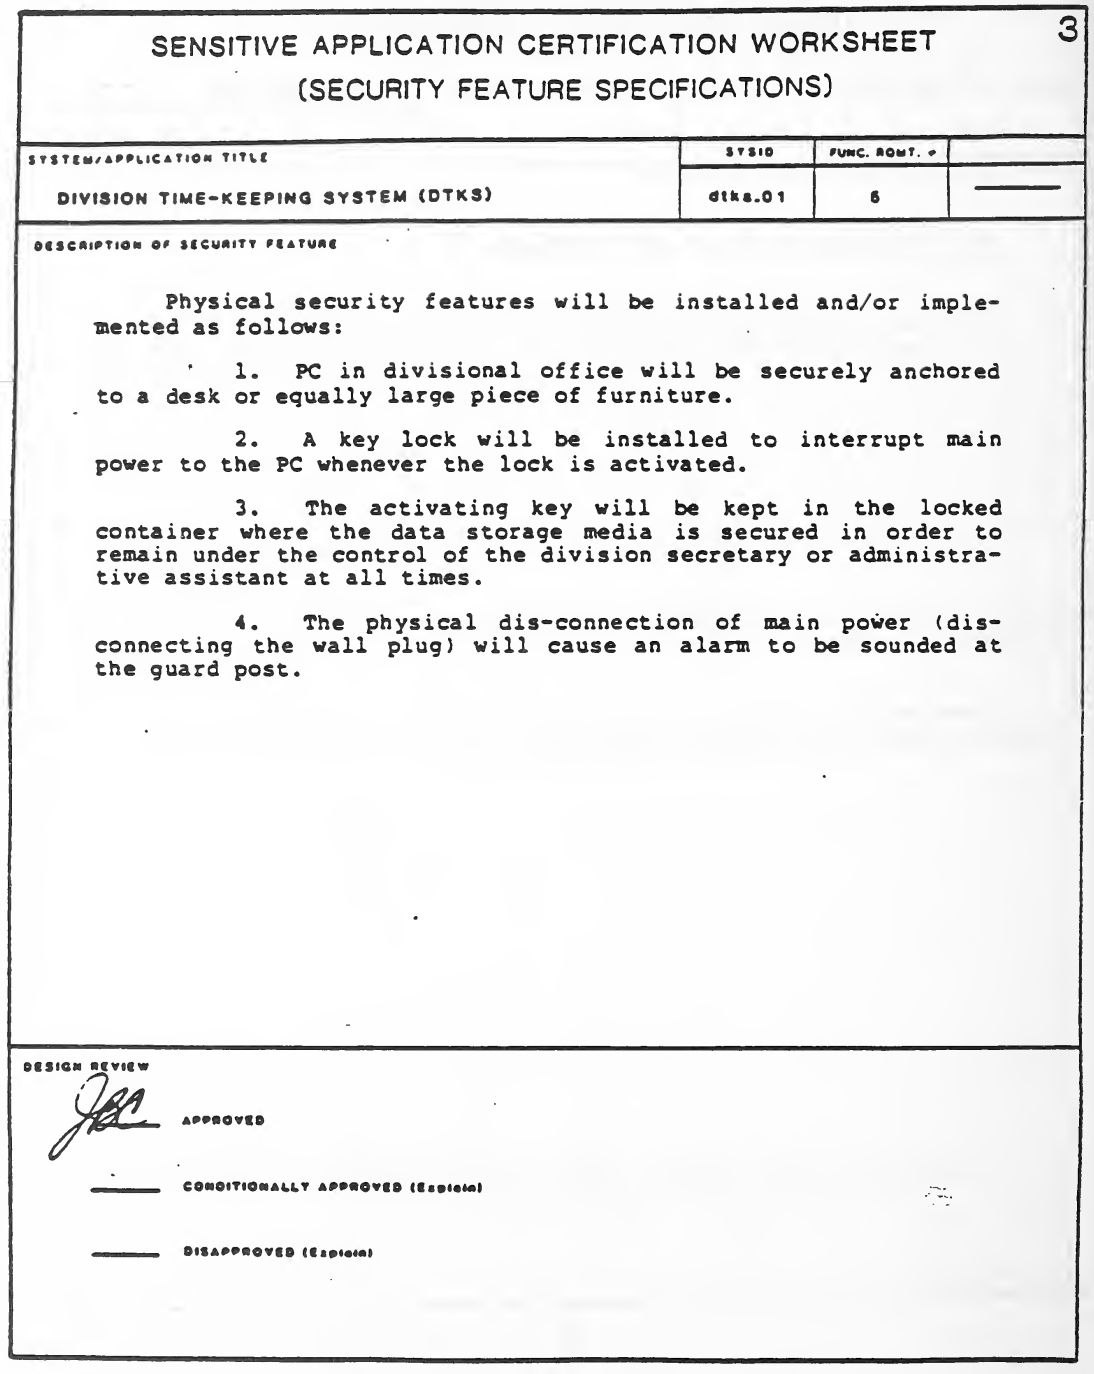 3
SENSITIVE APPLICATION CERTIFICATION WORKSHEET
(SECURITY FEATURE SPECIFICATIONS)
SYSTEM/APPLICATION TITLE
SYSID
FUNC. RQMT. #
DIVISION TIME-KEEPING SYSTEM (DTKS)
dtks.01
6
DESCRIPTION OF SECURITY FEATURE
Physical security features will be installed and/or imple-
mented as follows:
1. PC in divisional office will be securely anchored
to a desk or equally large piece of furniture.
2. A key lock will be installed to interrupt main
power to the PC whenever the lock is activated.
3. The activating key will be kept in the locked
container where the data storage media is secured in order to
remain under the control of the division secretary or administra-
tive assistant at all times.
4. The physical dis-connection of main power (dis-
connecting the wall plug) will cause an alarm to be sounded at
the guard post.
DESIGN REVIEW
JBC APPROVED
CONDITIONALLY APPROVED (Explain)
DISAPPROVED (Explain)